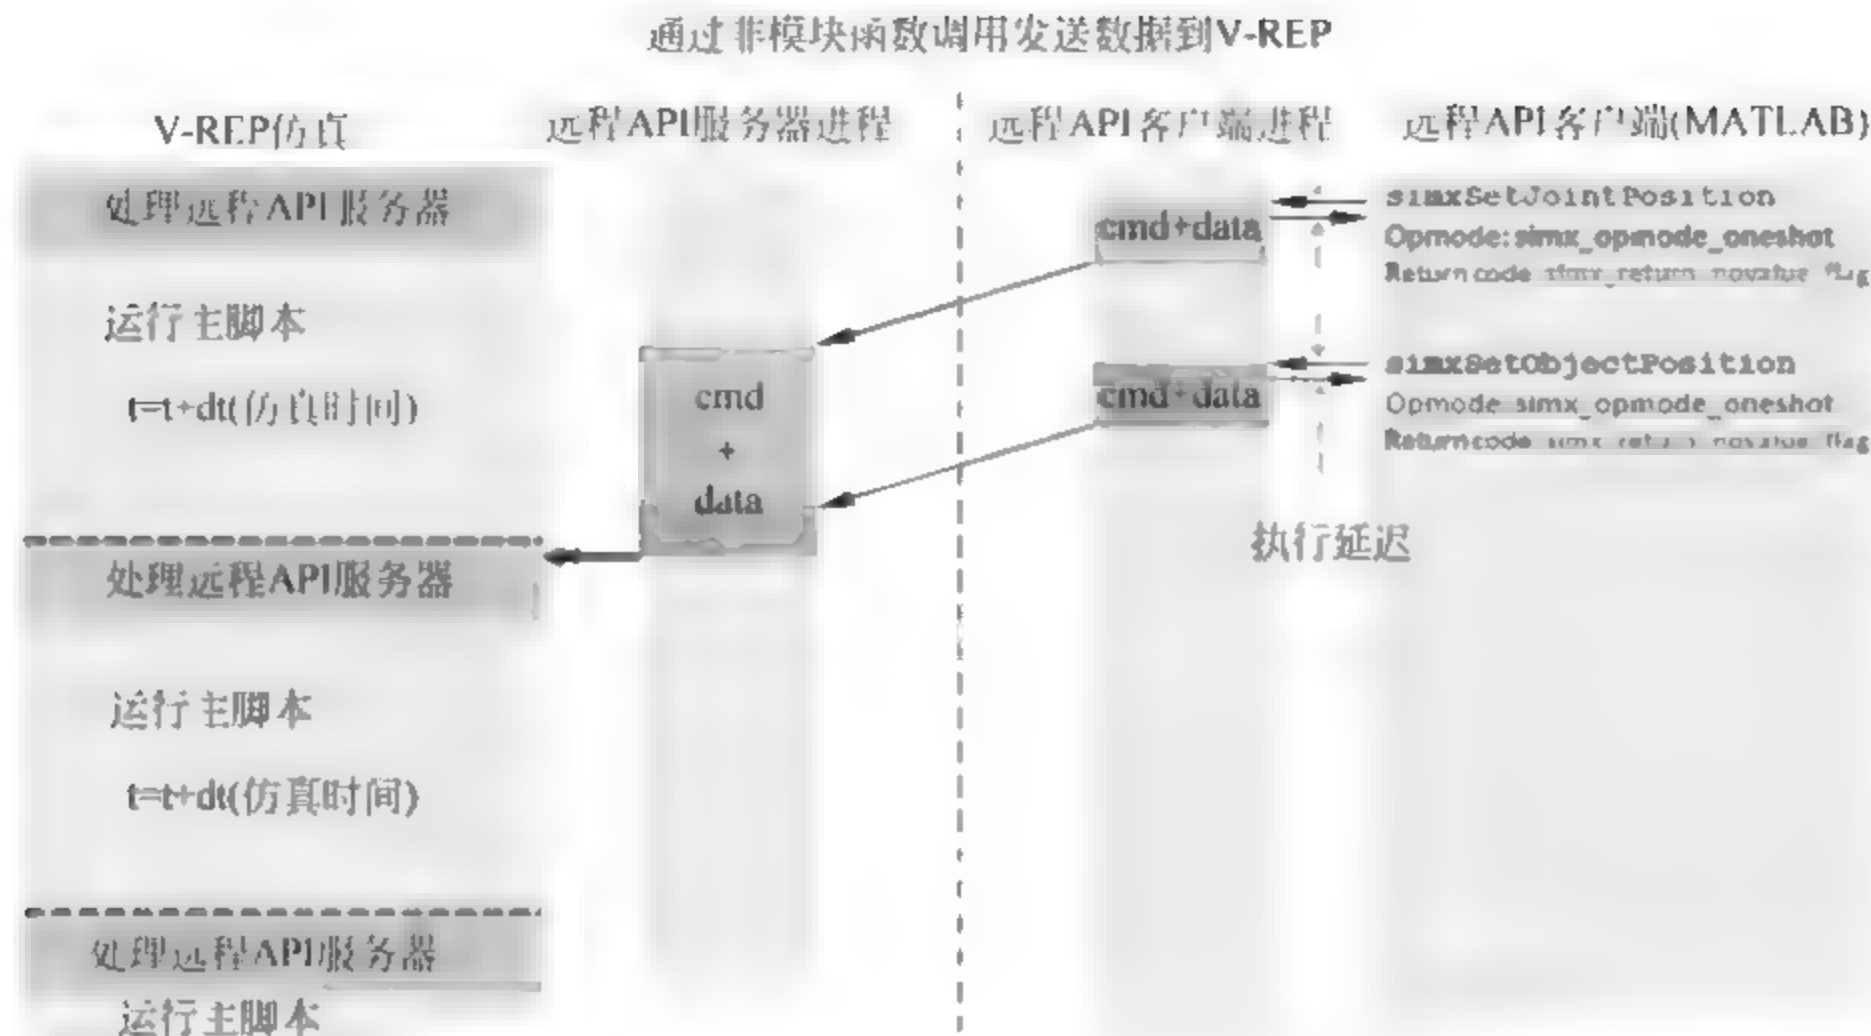 通过非模块函数调用发送数据到V-REP
V-REP仿真
远程API服务器进程
远程API客户端进程
远程API客户端(MATLAB)
处理远程API服务器
运行主脚本
t=t+dt(仿真时间)
处理远程API服务器
运行主脚本
t=t+dt(仿真时间)
处理远程API服务器
运行主脚本
cmd
+
data
cmd+data
cmd+data
执行延迟
simxSetJointPosition
Opmode:simx_opmode_oneshot
Return code simx_return_novalue_flag
simxSetObjectPosition
Opmode simx_opmode_oneshot
Return code simx_return_novalue_flag